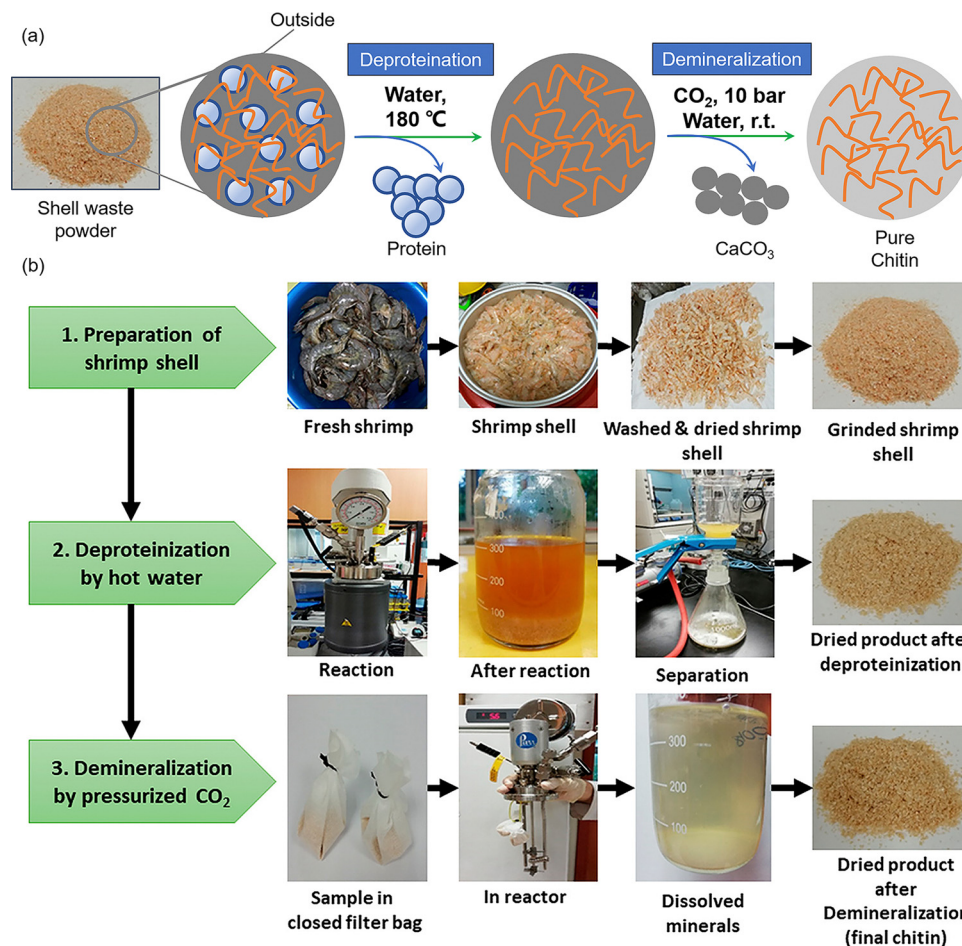 (a)
Outside
Deproteination
Demineralization
Water,
180 ℃
CO₂, 10 bar
Water, r.t.
Shell waste
powder
Protein
CaCO₃
Pure
Chitin
(b)
1. Preparation of
shrimp shell
Fresh shrimp
Shrimp shell
Washed & dried shrimp
shell
Grinded shrimp
shell
2. Deproteinization
by hot water
300
200
100
1000
Reaction
After reaction
Separation
Dried product after
deproteinization
3. Demineralization
by pressurized CO₂
300
200
100
Sample in
closed filter bag
In reactor
Dissolved
minerals
Dried product
after
Demineralization
(final chitin)